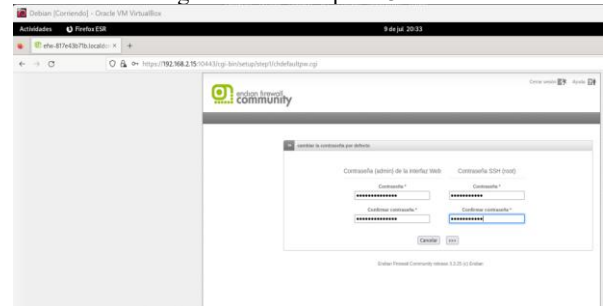 Debian [Corriendo] - Oracle VM VirtualBox
Actividades Firefox ESR 9 de jul 20:33
https://192.168.2.15:10443/cgi-bin/setup/step1/chdefaultpw.cgi
Cerrar sesión Ayuda
endian firewall
community
cambiar la contraseña por defecto
Contraseña (admin) de la interfaz Web Contraseña SSH (root)
Contraseña * Contraseña *
Confirmar contraseña * Confirmar contraseña *
Cancelar >>>
Endian Firewall Community release 3.3.25 (c) Endian